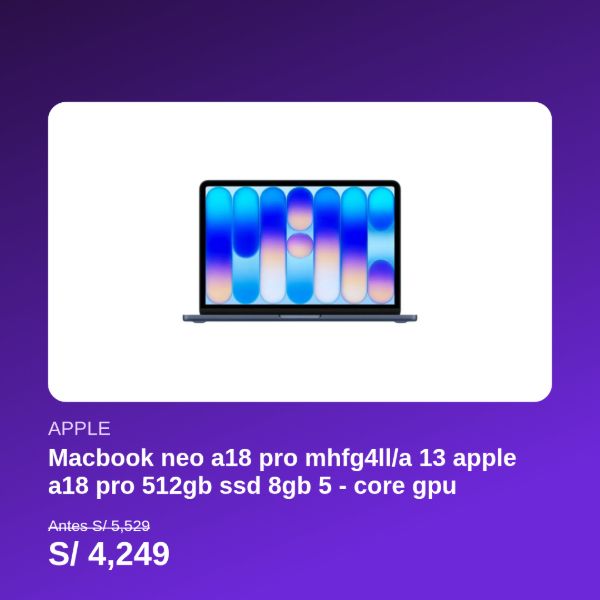 APPLE
Macbook neo a18 pro mhfg4ll/a 13 apple
a18 pro 512gb ssd 8gb 5 - core gpu
Antes S/ 5,529
S/ 4,249